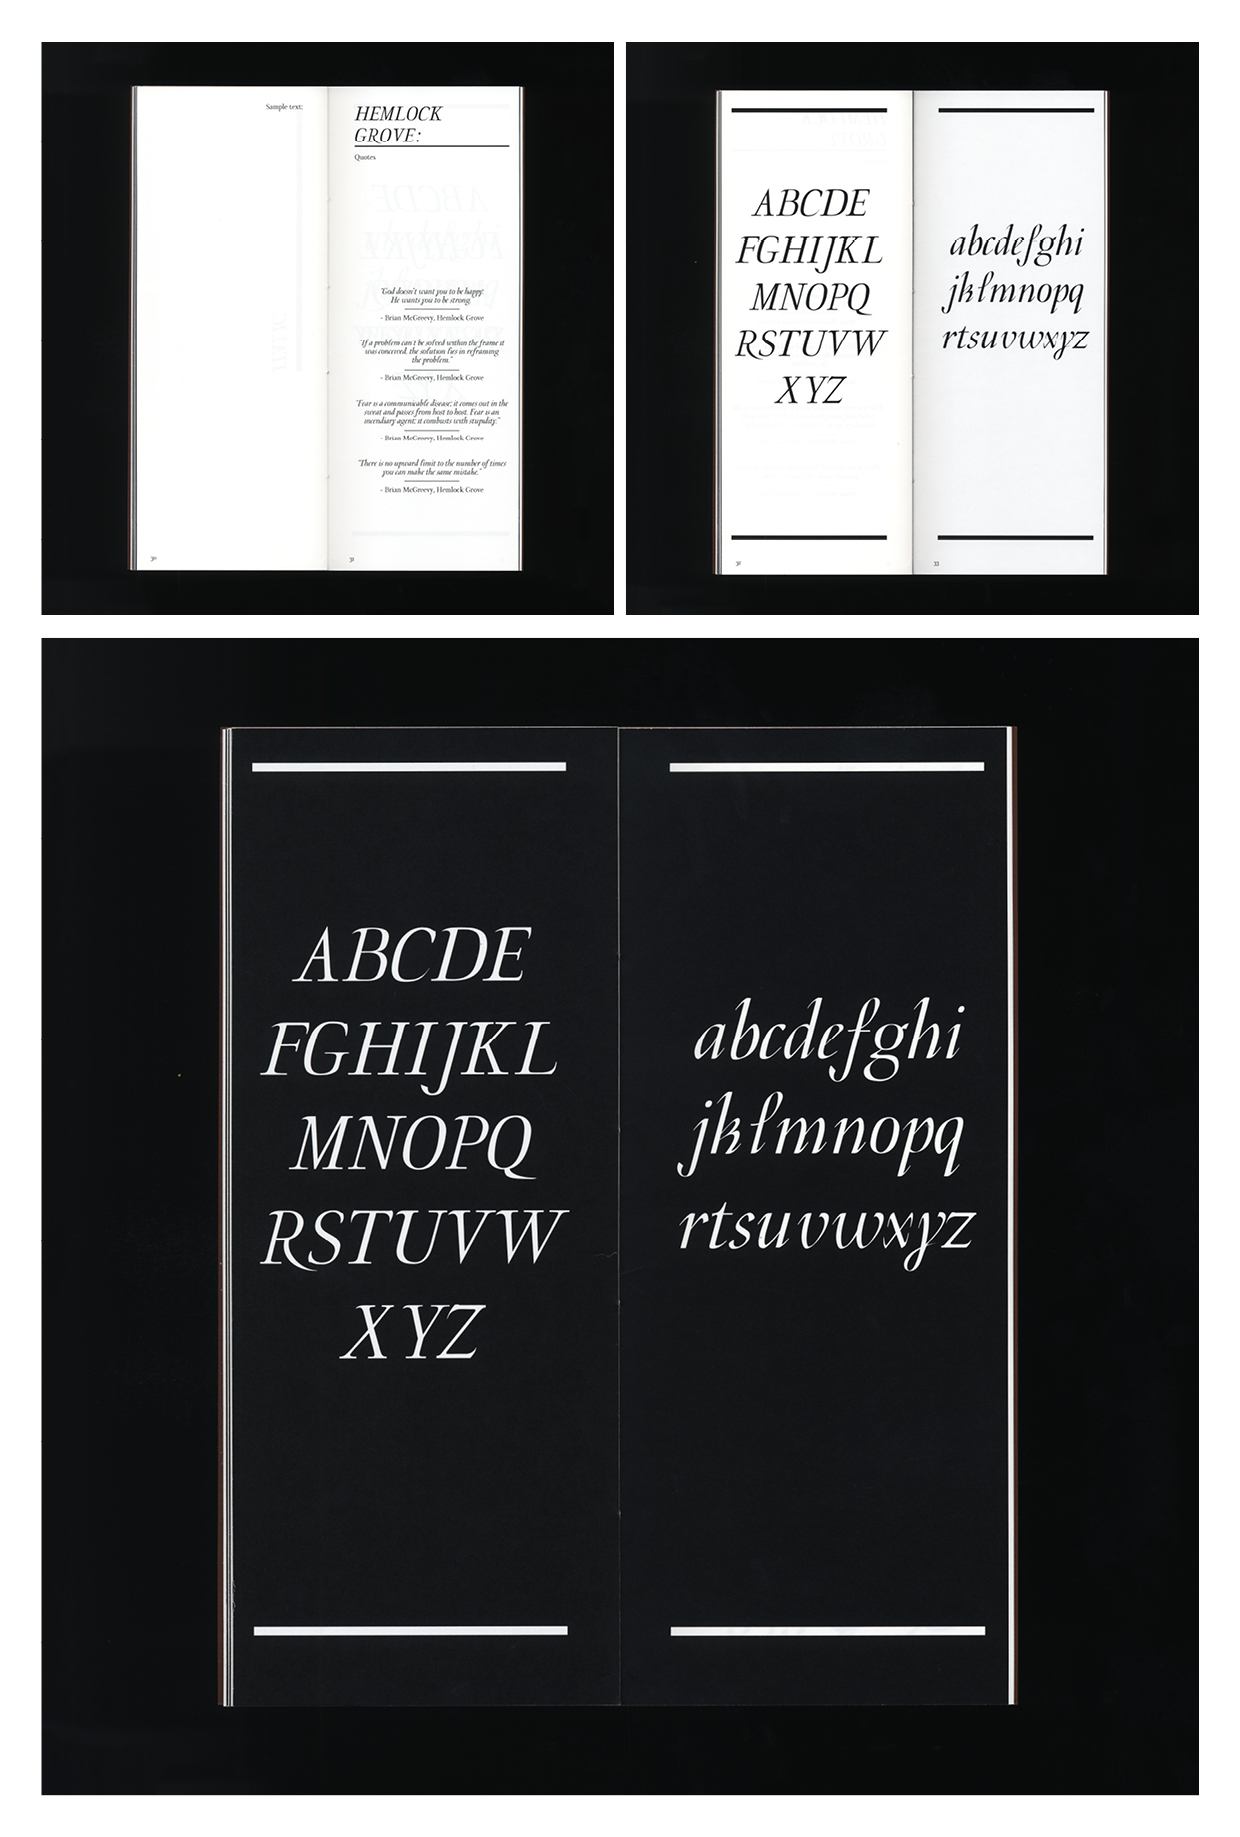 Sample text:
HEMLOCK
GROVE:
Quotes
"God doesn't want you to be happy.
He wants you to be strong."
- Brian McGreevy, Hemlock Grove
"If a problem can't be solved within the frame it
was conceived, the solution lies in reframing
the problem."
- Brian McGreevy, Hemlock Grove
"Fear is a communicable disease; it comes out in the
sweat and passes from host to host. Fear is an
incendiary agent; it combusts with stupidity."
- Brian McGreevy, Hemlock Grove
"There is no upward limit to the number of times
you can make the same mistake."
- Brian McGreevy, Hemlock Grove
30
31
ABCDE
FGHIJKL
MNOPQ
RSTUVW
XYZ
32
abcdefghi
jklmnopq
rtsuvwxyz
33
ABCDE
FGHIJKL
MNOPQ
RSTUVW
XYZ
abcdefghi
jklmnopq
rtsuvwxyz